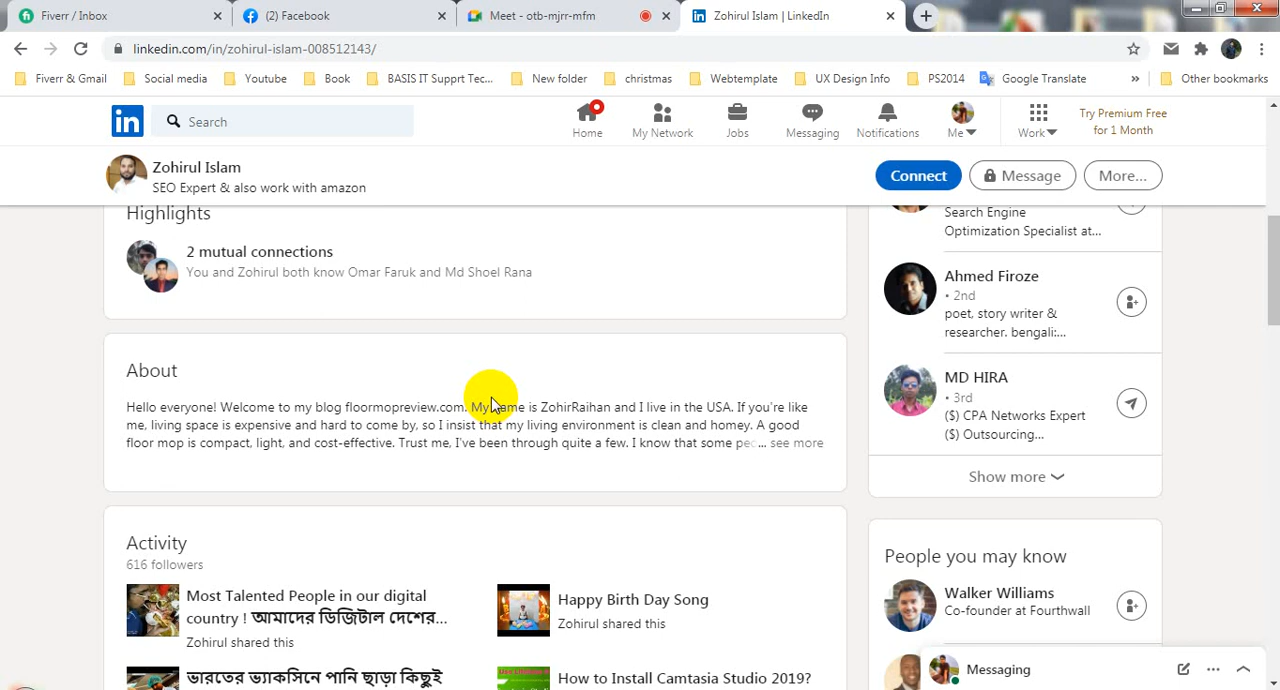 Fiverr / Inbox
(2) Facebook
Meet - otb-mjrr-mfm
Zohirul Islam | LinkedIn
linkedin.com/in/zohirul-islam-008512143/
Fiverr & Gmail
Social media
Youtube
Book
BASIS IT Supprt Tec...
New folder
christmas
Webtemplate
UX Design Info
PS2014
Google Translate
»
Other bookmarks
in
Search
Home
My Network
Jobs
Messaging
Notifications
Me
Work
Try Premium Free
for 1 Month
Zohirul Islam
SEO Expert & also work with amazon
Connect
Message
More...
Highlights
2 mutual connections
You and Zohirul both know Omar Faruk and Md Shoel Rana
About
Hello everyone! Welcome to my blog floormopreview.com. My name is ZohirRaihan and I live in the USA. If you're like
me, living space is expensive and hard to come by, so I insist that my living environment is clean and homey. A good
floor mop is compact, light, and cost-effective. Trust me, I've been through quite a few. I know that some pec... see more
Activity
616 followers
Most Talented People in our digital
country ! আমাদের ডিজিটাল দেশের...
Zohirul shared this
Happy Birth Day Song
Zohirul shared this
ভারতের ভ্যাকসিনে পানি ছাড়া কিছুই
How to Install Camtasia Studio 2019?
Search Engine
Optimization Specialist at...
Ahmed Firoze
• 2nd
poet, story writer &
researcher. bengali:...
MD HIRA
• 3rd
($) CPA Networks Expert
($) Outsourcing...
Show more
People you may know
Walker Williams
Co-founder at Fourthwall
Messaging